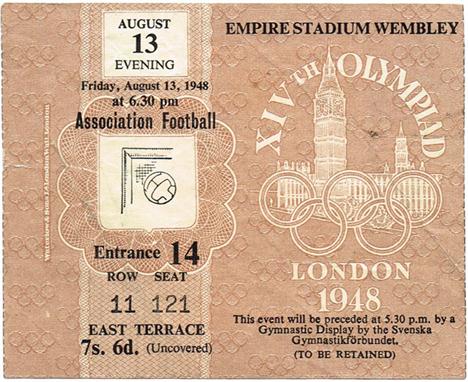 AUGUST
13
EVENING
Friday, August 13, 1948
at 6.30 pm
Association Football
Entrance 14
ROW SEAT
11 121
EAST TERRACE
7s. 6d. (Uncovered)
EMPIRE STADIUM WEMBLEY
XIVTH OLYMPIAD
LONDON
1948
This event will be preceded at 5.30 p.m. by a
Gymnastic Display by the Svenska
Gymnastikförbundet.
(TO BE RETAINED)